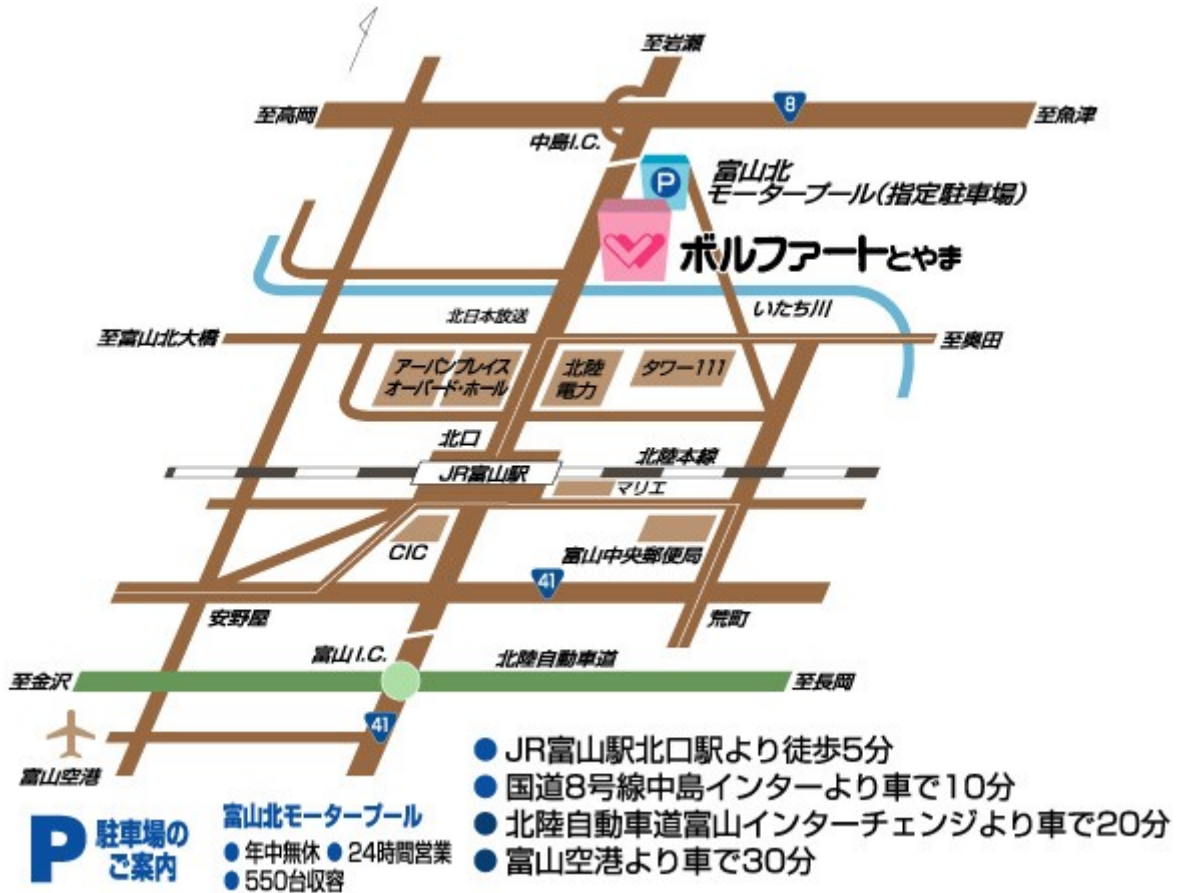 至岩瀬
8
至高岡
至魚津
中島I.C.
P
富山北
モータープール(指定駐車場)
ボルファートとやま
いたち川
北日本放送
至富山北大橋
至奥田
アーバンプレイス
オーバード・ホール
北陸
電力
タワー111
北口
北陸本線
JR富山駅
マリエ
CIC
富山中央郵便局
41
安野屋
荒町
富山I.C.
北陸自動車道
至金沢
至長岡
41
富山空港
●JR富山駅北口駅より徒歩5分
●国道8号線中島インターより車で10分
●北陸自動車道富山インターチェンジより車で20分
●富山空港より車で30分
P 駐車場の
ご案内
富山北モータープール
●年中無休 ●24時間営業
●550台収容